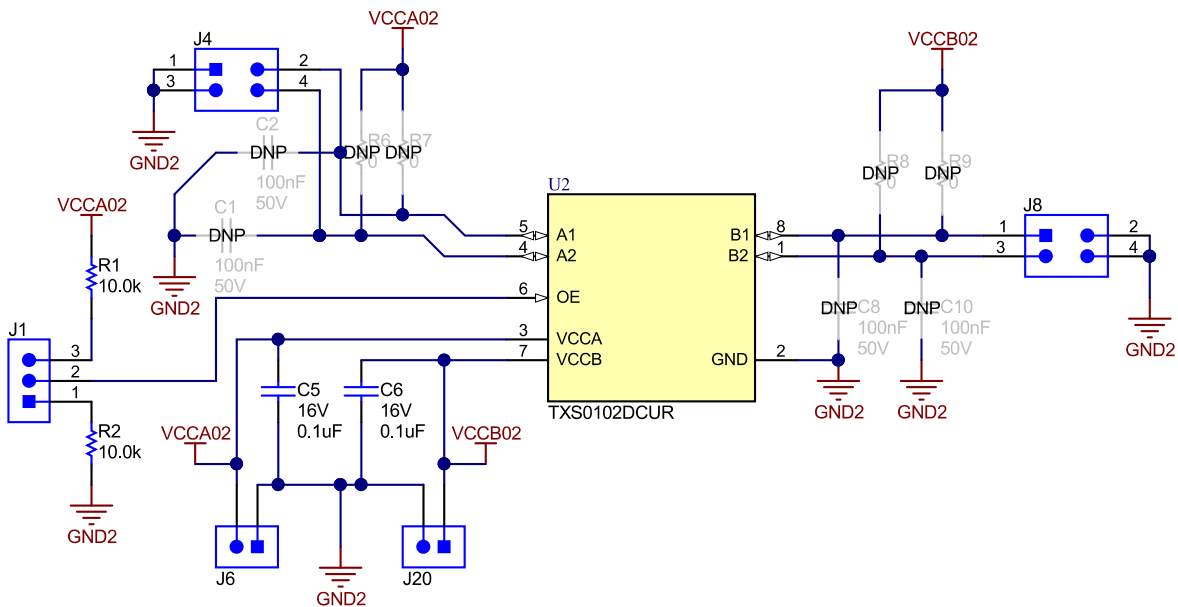 VCCA02
J4
1
2
3
4
GND2
C2
DNP
100nF
50V
R6
DNP
0
R7
DNP
0
C1
DNP
100nF
50V
GND2
VCCA02
R1
10.0k
J1
3
2
1
R2
10.0k
GND2
U2
5
A1
4
A2
6
OE
3
VCCA
7
VCCB
B1
8
B2
1
GND
2
TXS0102DCUR
C5
16V
0.1uF
C6
16V
0.1uF
VCCA02
VCCB02
J6
J20
GND2
VCCB02
R8
DNP
0
R9
DNP
0
J8
1
2
3
4
GND2
C8
DNP
100nF
50V
C10
DNP
100nF
50V
GND2
GND2